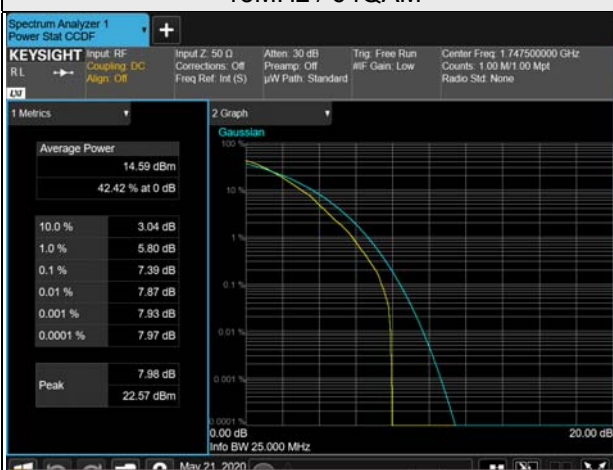 Spectrum Analyzer 1
Power Stat CCDF
KEYSIGHT
RL
LXI
Input: RF
Coupling: DC
Align: Off
Input Z: 50 Ω
Corrections: Off
Freq Ref: Int (S)
Atten: 30 dB
Preamp: Off
µW Path: Standard
Trig: Free Run
#IF Gain: Low
Center Freq: 1.747500000 GHz
Counts: 1.00 M/1.00 Mpt
Radio Std: None
1 Metrics
Average Power
14.59 dBm
42.42 % at 0 dB
10.0 % 3.04 dB
1.0 % 5.80 dB
0.1 % 7.39 dB
0.01 % 7.87 dB
0.001 % 7.93 dB
0.0001 % 7.97 dB
Peak
7.98 dB
22.57 dBm
2 Graph
Gaussian
100 %
10 %
1 %
0.1 %
0.01 %
0.001 %
0.0001 %
0.00 dB
20.00 dB
Info BW 25.000 MHz
May 21, 2020